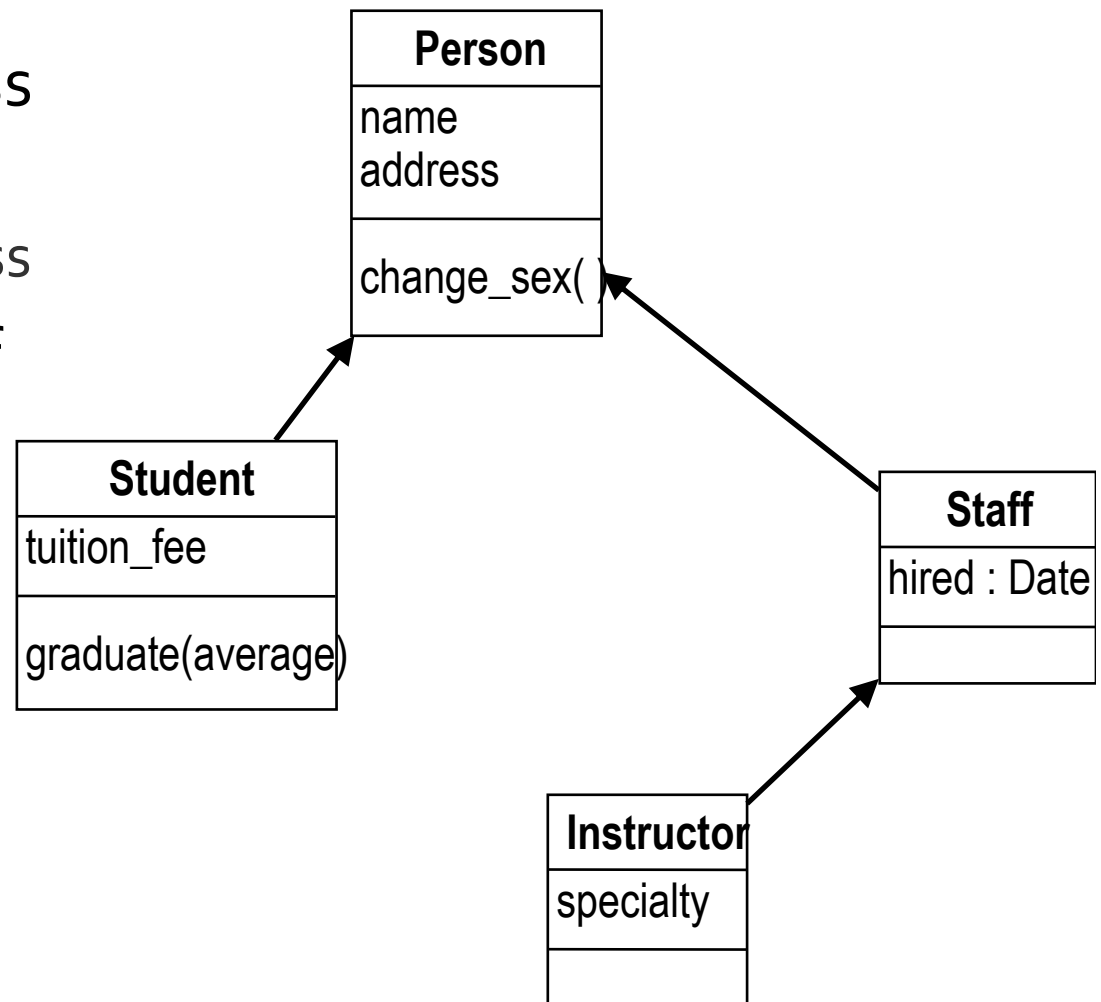 Person
name
address
change_sex( )
Student
tuition_fee
graduate(average)
Staff
hired : Date
Instructor
specialty